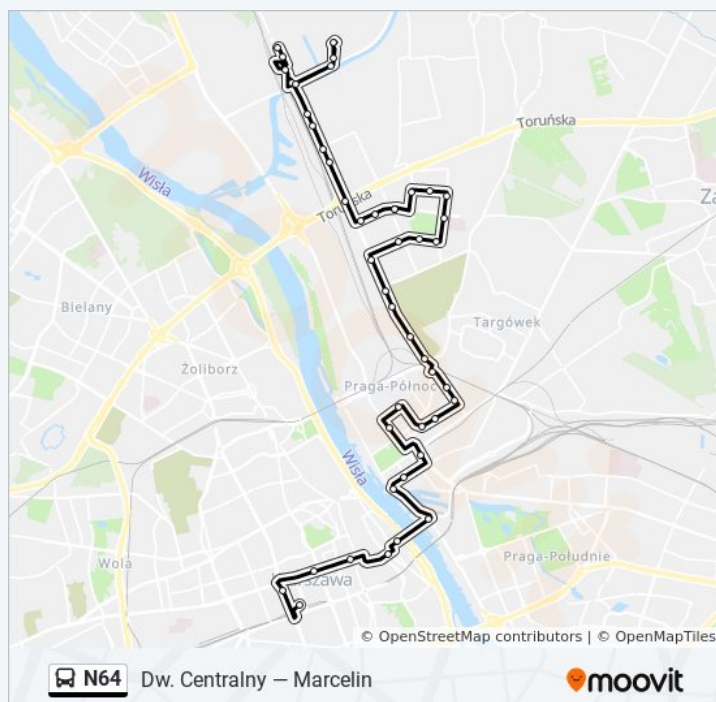 Toruńska
Wisła
Toruńska
Za
Bielany
Targówek
Żoliborz
Praga-Północ
Wisła
Praga-Południe
Wola
Warszawa
© OpenStreetMap contributors | © OpenMapTiles
N64 Dw. Centralny — Marcelin
moovit